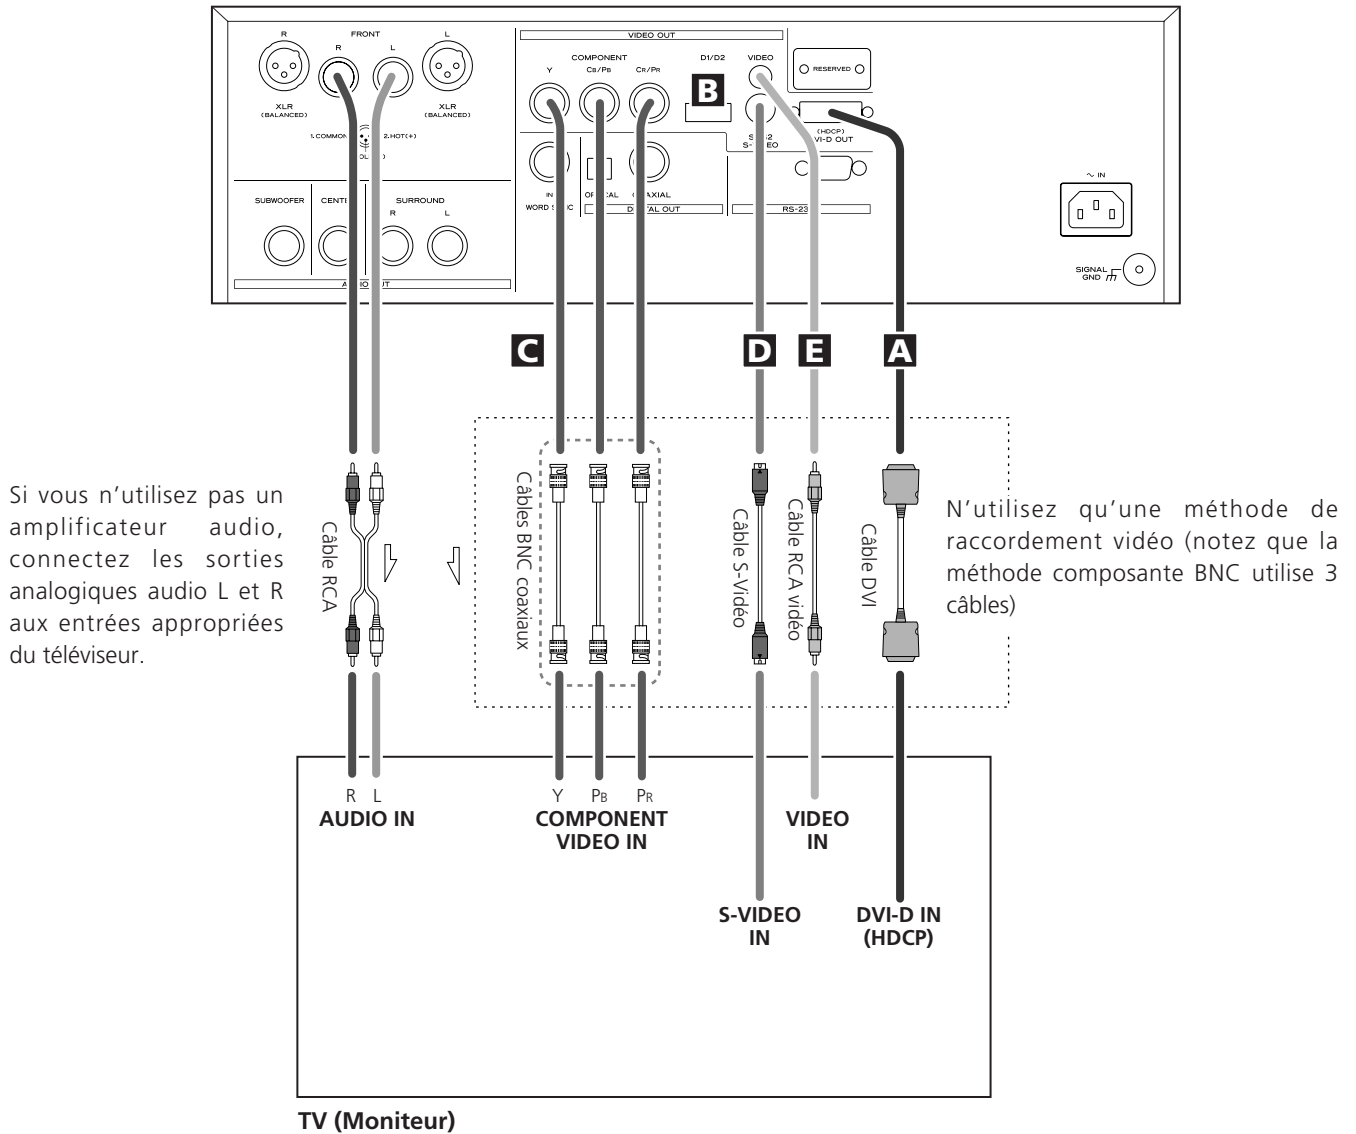 R
FRONT
L
R
L
XLR
(BALANCED)
XLR
(BALANCED)
1.COMMON
2.HOT(+)
SUBWOOFER
SURROUND
R
L
VIDEO OUT
COMPONENT
D1/D2
VIDEO
Y
CB/PB
CR/PR
B
RESERVED
(HDCP)
IN
RS-23
∼ IN
SIGNAL
GND
C
D
E
A
Si vous n'utilisez pas un
amplificateur audio,
connectez les sorties
analogiques audio L et R
aux entrées appropriées
du téléviseur.
Câble RCA
Câbles BNC coaxiaux
Câble S-Vidéo
Câble RCA vidéo
Câble DVI
N'utilisez qu'une méthode de
raccordement vidéo (notez que la
méthode composante BNC utilise 3
câbles)
R L
AUDIO IN
Y PB PR
COMPONENT
VIDEO IN
VIDEO
IN
S-VIDEO
IN
DVI-D IN
(HDCP)
TV (Moniteur)